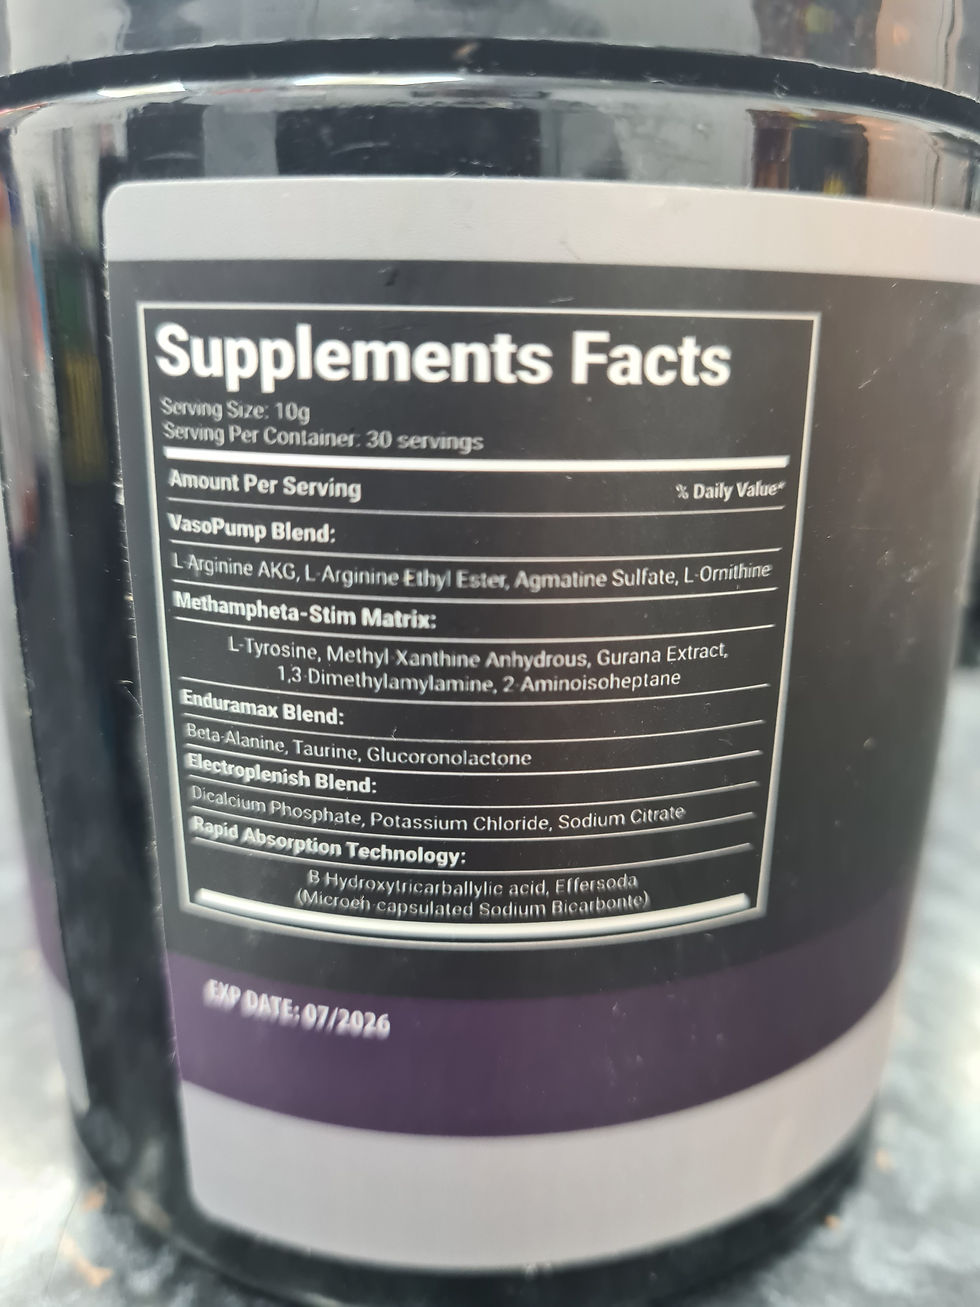 Supplements Facts
Serving Size: 10g
Serving Per Container: 30 servings
Amount Per Serving % Daily Value*
VasoPump Blend:
L-Arginine AKG, L-Arginine Ethyl Ester, Agmatine Sulfate, L-Ornithine
Methampheta-Stim Matrix:
L-Tyrosine, Methyl-Xanthine Anhydrous, Gurana Extract,
1,3-Dimethylamylamine, 2-Aminoisoheptane
Enduramax Blend:
Beta-Alanine, Taurine, Glucoronolactone
Electroplenish Blend:
Dicalcium Phosphate, Potassium Chloride, Sodium Citrate
Rapid Absorption Technology:
B-Hydroxytricarballylic acid, Effersoda
(Microeh-capsulated Sodium Bicarbonte)
EXP DATE: 07/2026